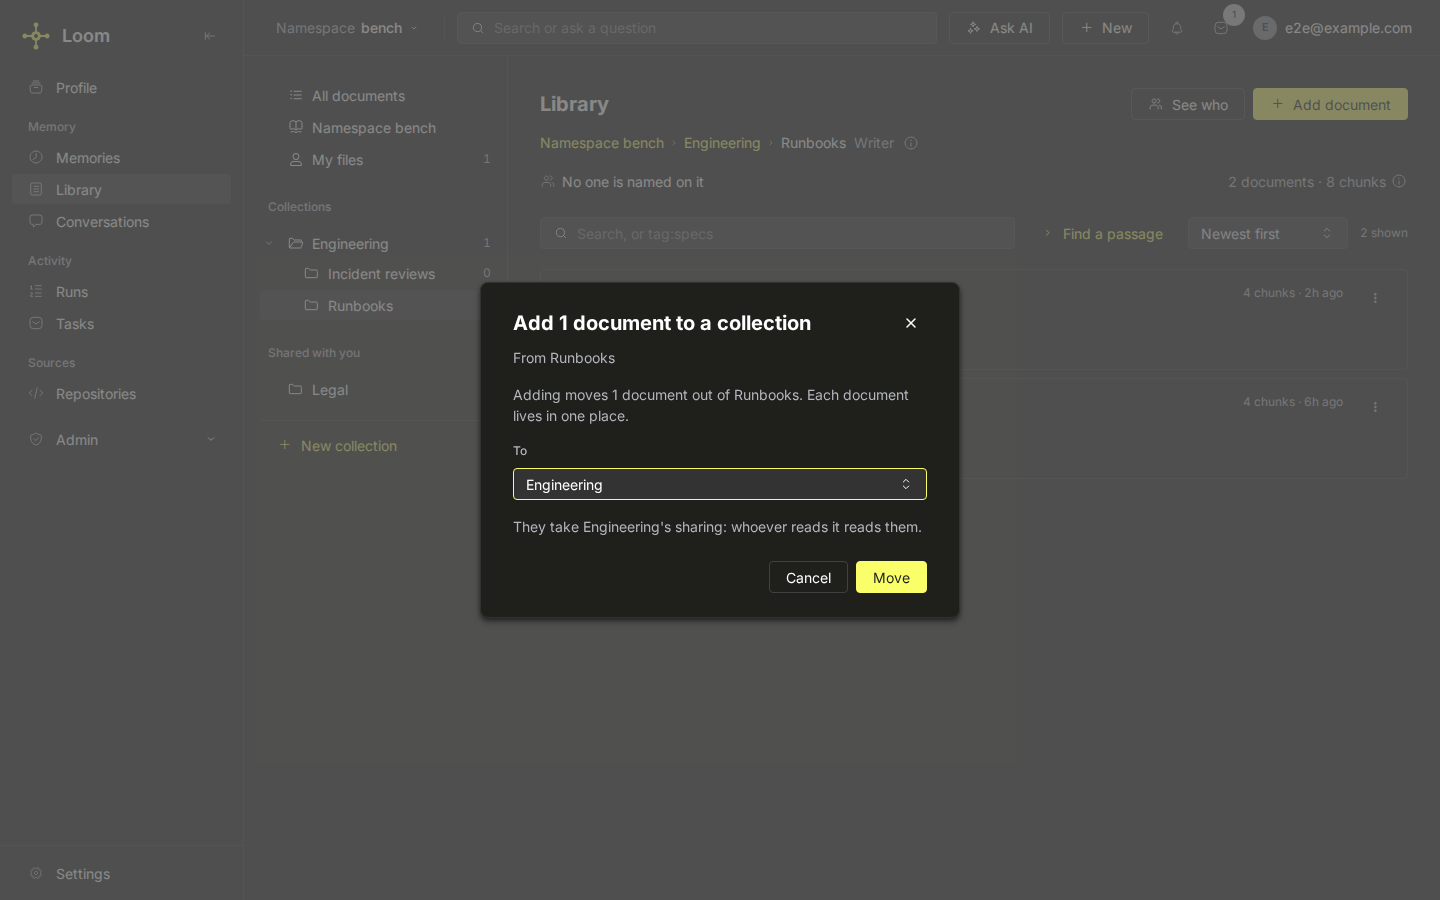 Loom
Namespace bench
Search or ask a question
Ask AI
New
1
E
e2e@example.com
Profile
Memory
Memories
Library
Conversations
Activity
Runs
Tasks
Sources
Repositories
Admin
Settings
All documents
Namespace bench
My files 1
Collections
Engineering 1
Incident reviews 0
Runbooks
Shared with you
Legal
New collection
Library
See who
Add document
Namespace bench › Engineering › Runbooks Writer
No one is named on it
2 documents · 8 chunks
Search, or tag:specs
Find a passage
Newest first
2 shown
4 chunks · 2h ago
4 chunks · 6h ago
Add 1 document to a collection
From Runbooks
Adding moves 1 document out of Runbooks. Each document
lives in one place.
To
Engineering
They take Engineering's sharing: whoever reads it reads them.
Cancel
Move